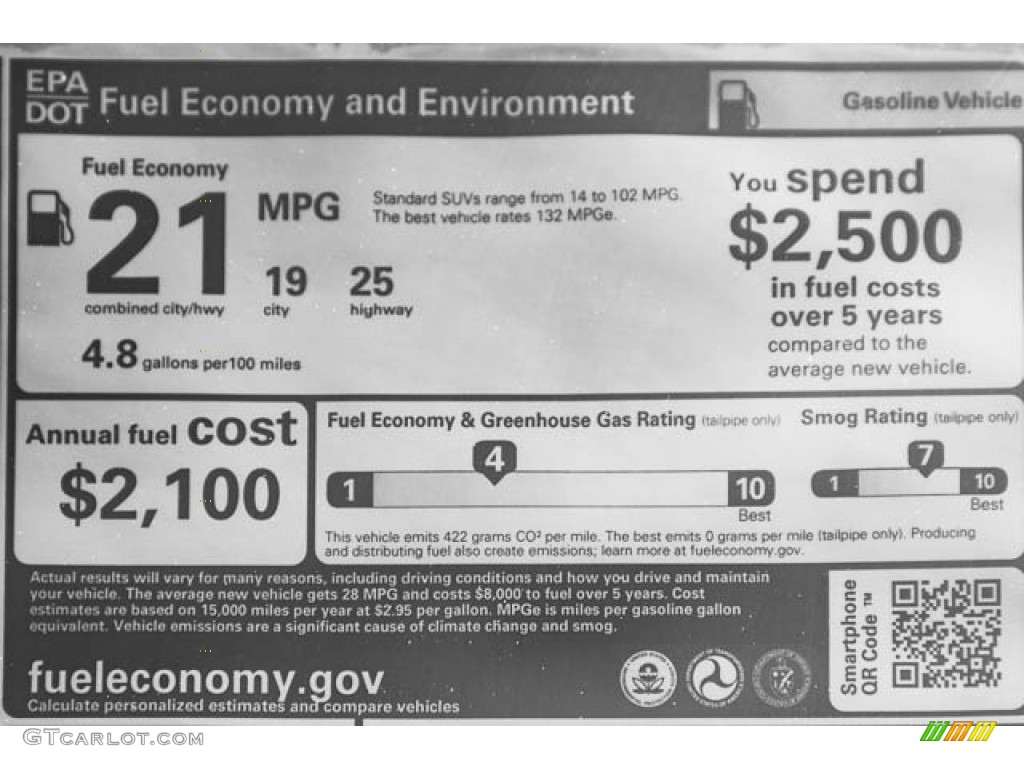 EPA
DOT
Fuel Economy and Environment
Gasoline Vehicle
Fuel Economy
21 MPG
combined city/hwy
19
city
25
highway
4.8 gallons per100 miles
Standard SUVs range from 14 to 102 MPG.
The best vehicle rates 132 MPGe.
You spend
$2,500
in fuel costs
over 5 years
compared to the
average new vehicle.
Annual fuel cost
$2,100
Fuel Economy & Greenhouse Gas Rating (tailpipe only)
1 4 10
Best
Smog Rating (tailpipe only)
1 7 10
Best
This vehicle emits 422 grams CO² per mile. The best emits 0 grams per mile (tailpipe only). Producing
and distributing fuel also create emissions; learn more at fueleconomy.gov.
Actual results will vary for many reasons, including driving conditions and how you drive and maintain
your vehicle. The average new vehicle gets 28 MPG and costs $8,000 to fuel over 5 years. Cost
estimates are based on 15,000 miles per year at $2.95 per gallon. MPGe is miles per gasoline gallon
equivalent. Vehicle emissions are a significant cause of climate change and smog.
fueleconomy.gov
Calculate personalized estimates and compare vehicles
Smartphone
QR Code ™
GTcarlot.com